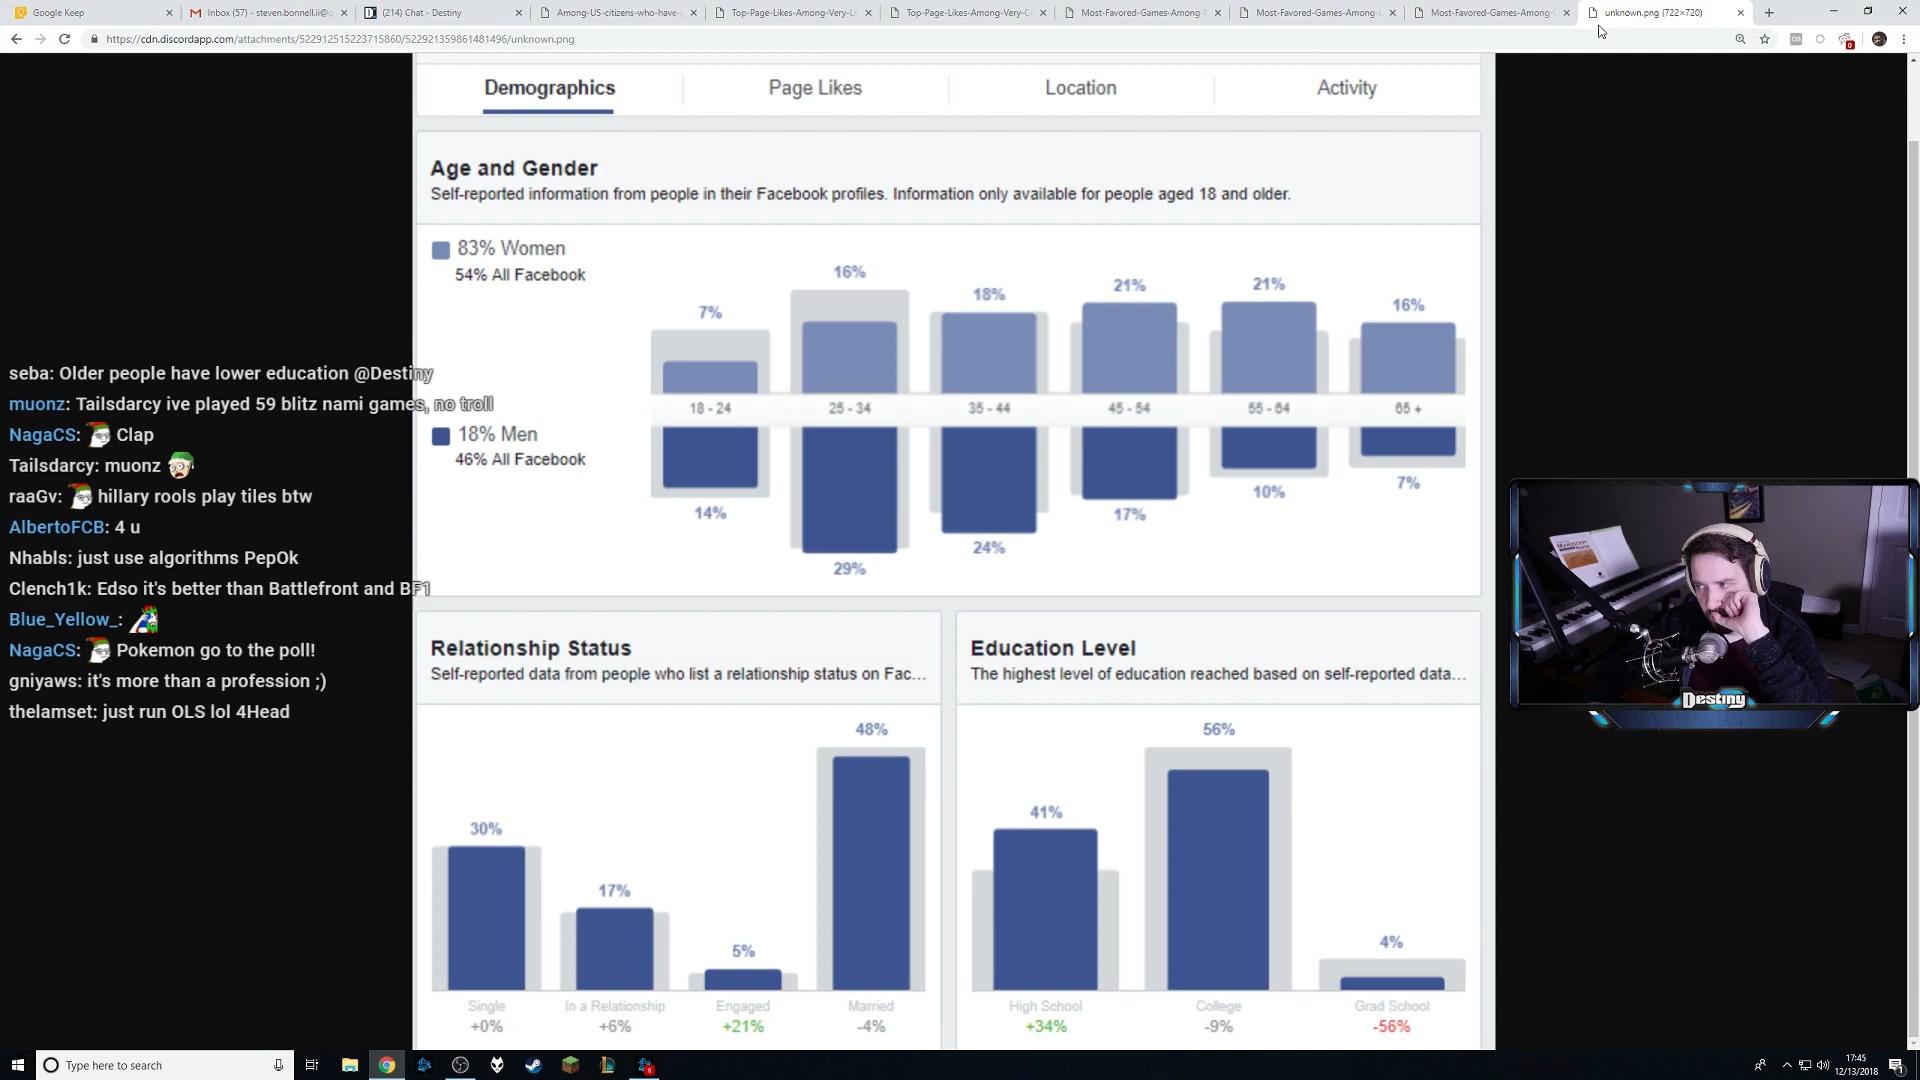 Google Keep
Inbox (57) - steven.bonnell.ii@g
(214) Chat - Destiny
Among-US-citizens-who-have-
Top-Page-Likes-Among-Very-Li
Top-Page-Likes-Among-Very-C
Most-Favored-Games-Among-
Most-Favored-Games-Among-L
Most-Favored-Games-Among-L
unknown.png (722×720)
https://cdn.discordapp.com/attachments/522912515223715860/522921359861481496/unknown.png
Demographics
Page Likes
Location
Activity
Age and Gender
Self-reported information from people in their Facebook profiles. Information only available for people aged 18 and older.
83% Women
54% All Facebook
7%
16%
18%
21%
21%
16%
18 - 24
25 - 34
35 - 44
45 - 54
55 - 64
65 +
18% Men
46% All Facebook
14%
29%
24%
17%
10%
7%
seba: Older people have lower education @Destiny
muonz: Tailsdarcy ive played 59 blitz nami games, no troll
NagaCS: Clap
Tailsdarcy: muonz
raaGv: hillary rools play tiles btw
AlbertoFCB: 4 u
Nhabls: just use algorithms PepOk
Clench1k: Edso it's better than Battlefront and BF1
Blue_Yellow_:
NagaCS: Pokemon go to the poll!
gniyaws: it's more than a profession ;)
thelamset: just run OLS lol 4Head
Relationship Status
Self-reported data from people who list a relationship status on Fac...
48%
30%
17%
5%
Single
In a Relationship
Engaged
Married
+0%
+6%
+21%
-4%
Education Level
The highest level of education reached based on self-reported data...
56%
41%
4%
High School
College
Grad School
+34%
-9%
-56%
MANUSCRIPT
Destiny
Type here to search
6
17:45
12/13/2018